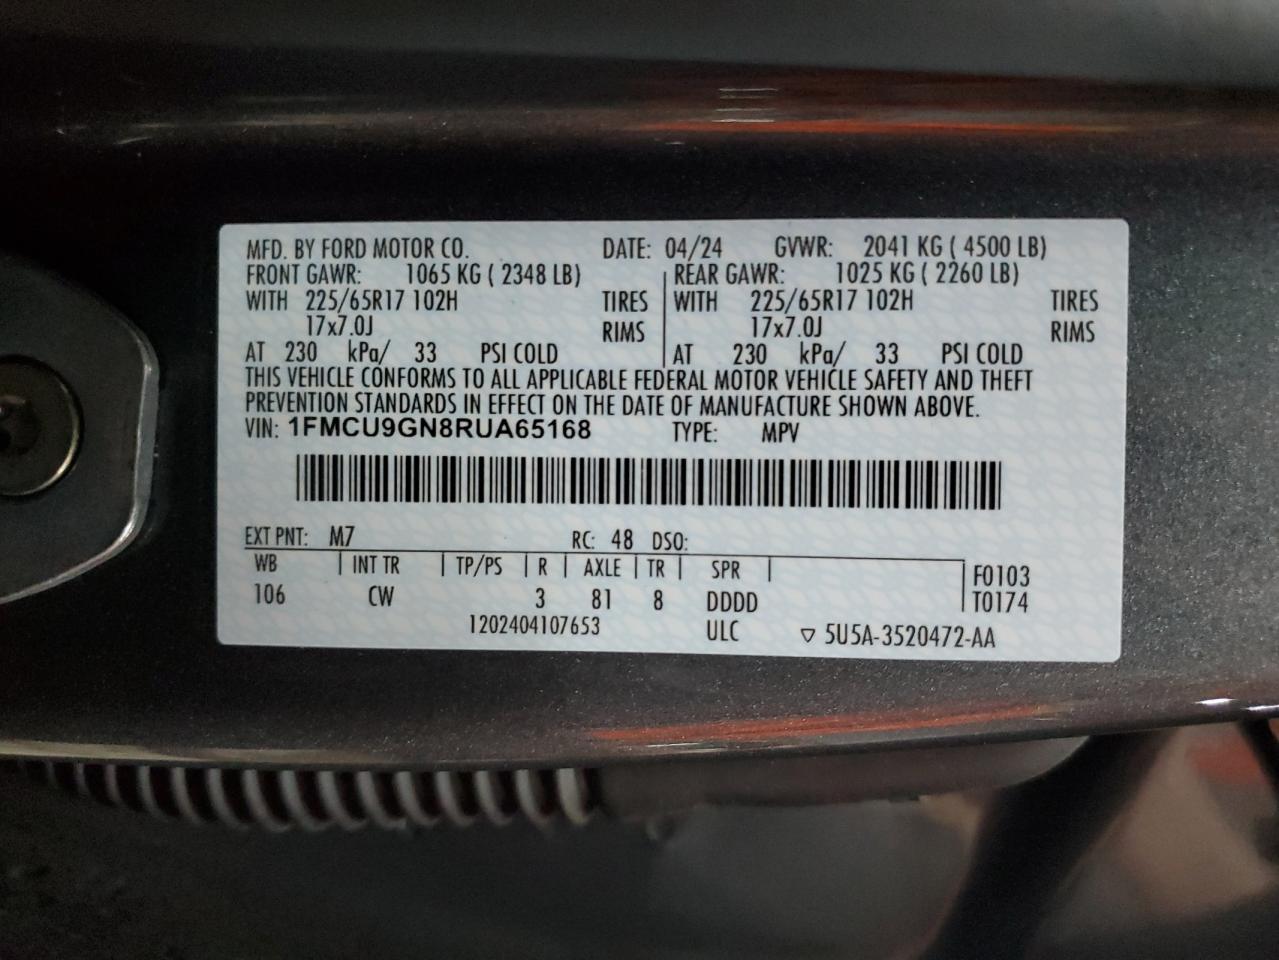 MFD. BY FORD MOTOR CO. DATE: 04/24 GVWR: 2041 KG ( 4500 LB)
FRONT GAWR: 1065 KG ( 2348 LB) REAR GAWR: 1025 KG ( 2260 LB)
WITH 225/65R17 102H TIRES WITH 225/65R17 102H TIRES
17x7.0J RIMS 17x7.0J RIMS
AT 230 kPa/ 33 PSI COLD AT 230 kPa/ 33 PSI COLD
THIS VEHICLE CONFORMS TO ALL APPLICABLE FEDERAL MOTOR VEHICLE SAFETY AND THEFT
PREVENTION STANDARDS IN EFFECT ON THE DATE OF MANUFACTURE SHOWN ABOVE.
VIN: 1FMCU9GN8RUA65168 TYPE: MPV
EXT PNT: M7 RC: 48 DSO:
WB INT TR TP/PS R AXLE TR SPR F0103
106 CW 3 81 8 DDDD T0174
1202404107653 ULC ▽ 5U5A-3520472-AA